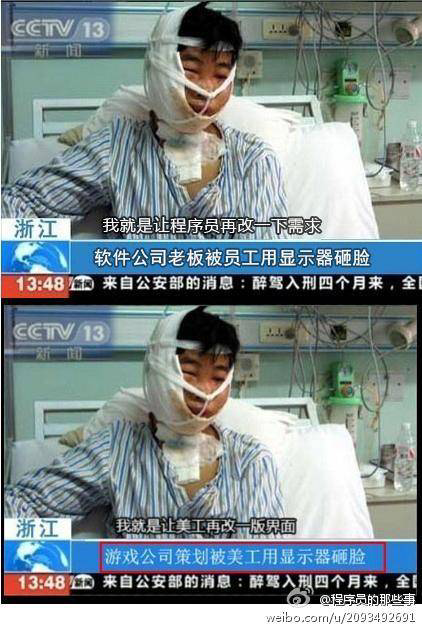 CCTV 13
新闻
我就是让程序员再改一下需求
浙江
软件公司老板被员工用显示器砸脸
13:48 新闻 来自公安部的消息：醉驾入刑四个月来，全国
CCTV 13
新闻
我就是让美工再改一版界面
浙江
游戏公司策划被美工用显示器砸脸
13:48 新闻 来自公安部的消息：醉驾入刑四个月来，全
@程序员的那些事
weibo.com/u/2093492691